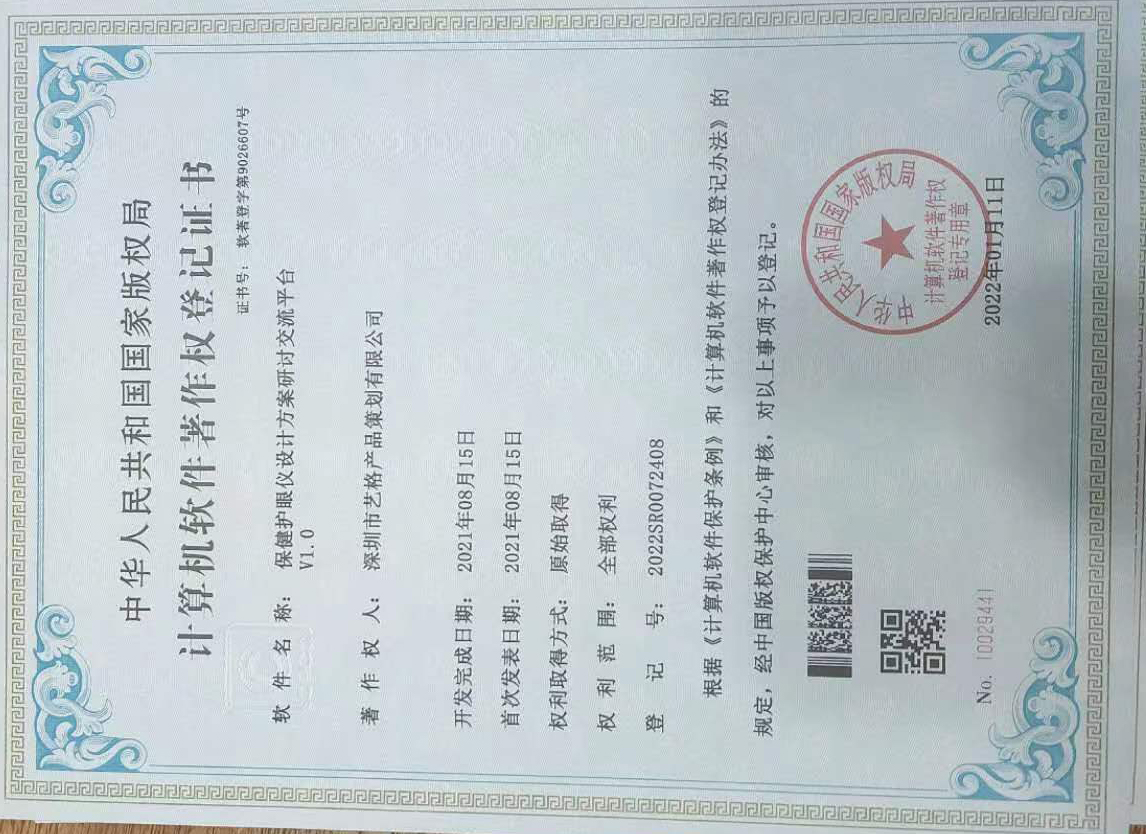 中华人民共和国国家版权局
计算机软件著作权登记证书
证书号： 软著登字第9026607号
软件名称： 保健护眼仪设计方案研讨交流平台
V1.0
著作权人： 深圳市艺格产品策划有限公司
开发完成日期： 2021年08月15日
首次发表日期： 2021年08月15日
权利取得方式： 原始取得
权利范围： 全部权利
登记号： 2022SR0072408
根据《计算机软件保护条例》和《计算机软件著作权登记办法》的
规定，经中国版权保护中心审核，对以上事项予以登记。
中华人民共和国国家版权局
计算机软件著作权
登记专用章
No. 10029441
2022年01月11日